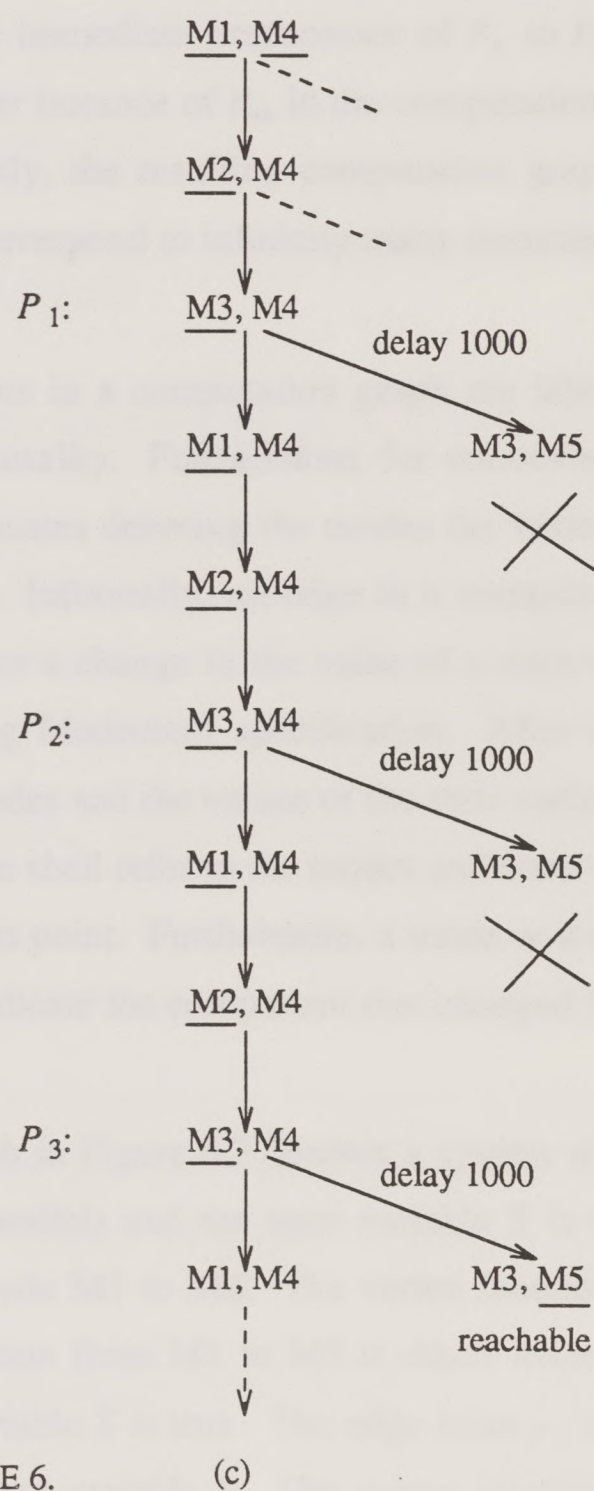 M1, M4
M2, M4
P1: M3, M4
delay 1000
M1, M4 M3, M5
M2, M4
P2: M3, M4
delay 1000
M1, M4 M3, M5
M2, M4
P3: M3, M4
delay 1000
M1, M4 M3, M5
reachable
E 6. (c)